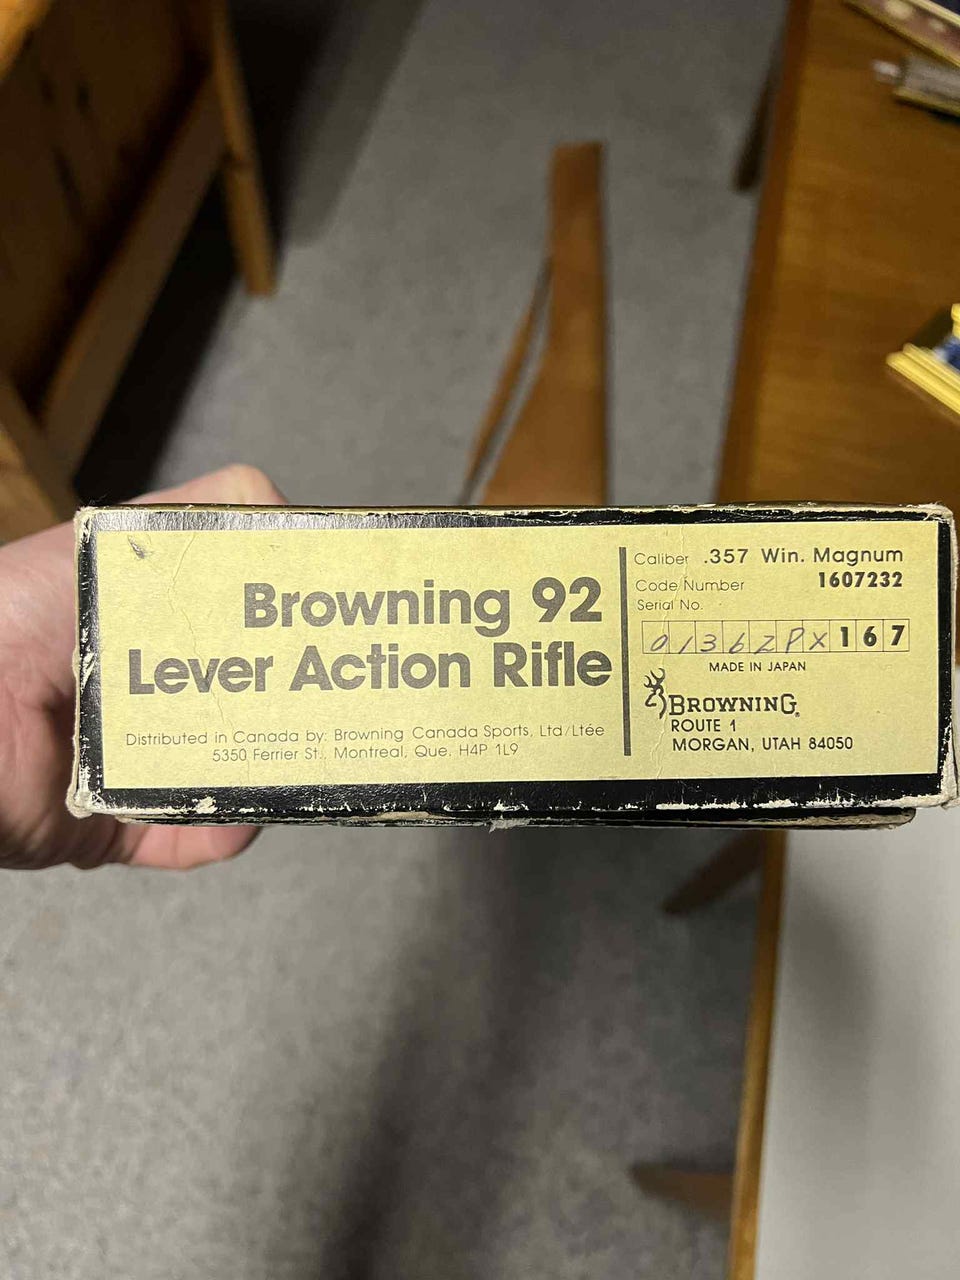 Browning 92
Lever Action Rifle
Distributed in Canada by: Browning Canada Sports, Ltd/Ltée
5350 Ferrier St., Montreal, Que. H4P 1L9
Caliber .357 Win. Magnum
Code Number 1607232
Serial No.
01362PX167
MADE IN JAPAN
BROWNING®
ROUTE 1
MORGAN, UTAH 84050